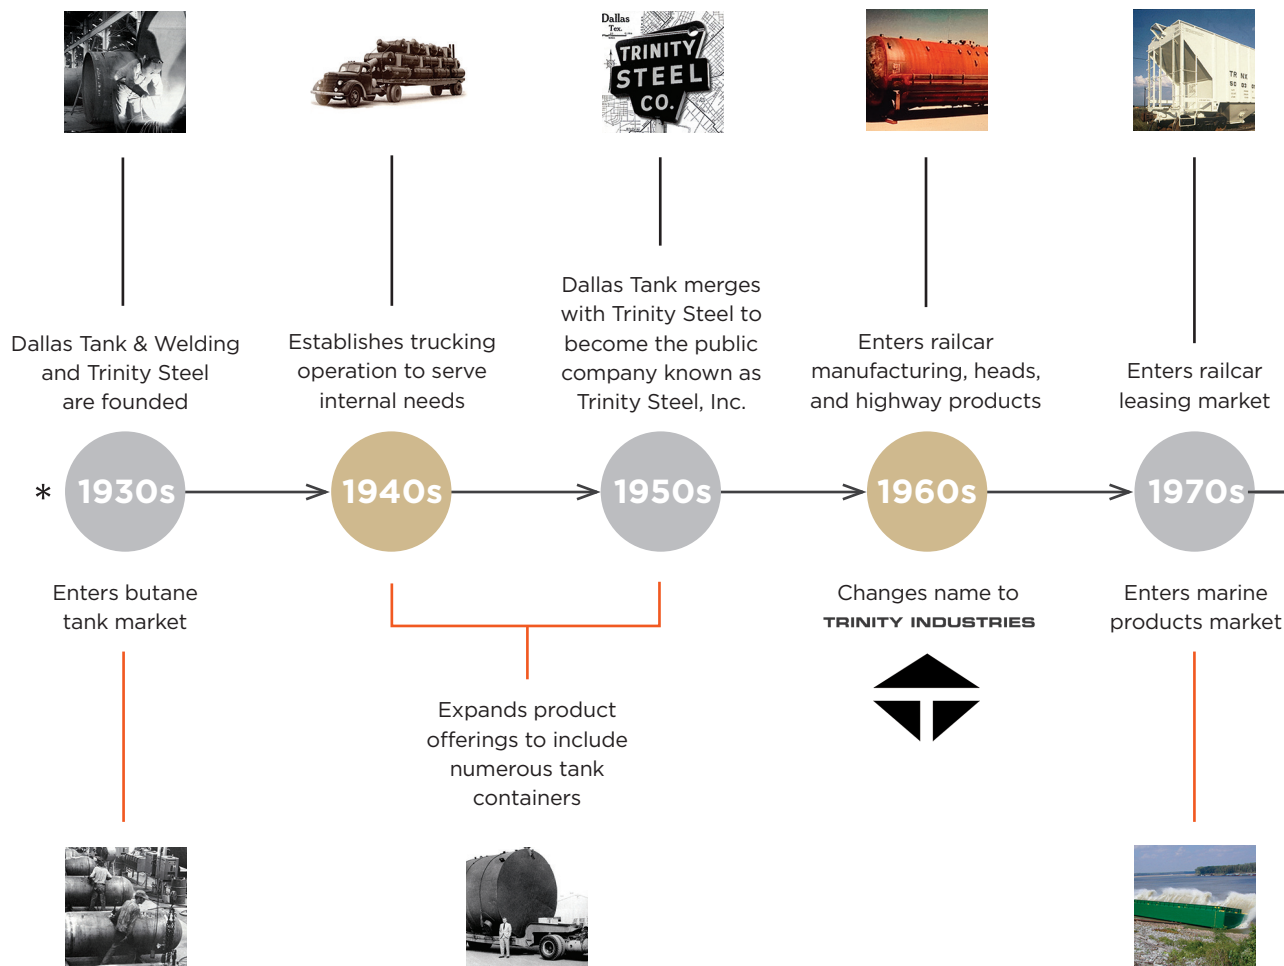 Dallas
Tex.
TRINITY
STEEL
CO.
Dallas Tank & Welding
and Trinity Steel
are founded
Establishes trucking
operation to serve
internal needs
Dallas Tank merges
with Trinity Steel to
become the public
company known as
Trinity Steel, Inc.
Enters railcar
manufacturing, heads,
and highway products
Enters railcar
leasing market
*
1930s
1940s
1950s
1960s
1970s
Enters butane
tank market
Expands product
offerings to include
numerous tank
containers
Changes name to
TRINITY INDUSTRIES
Enters marine
products market